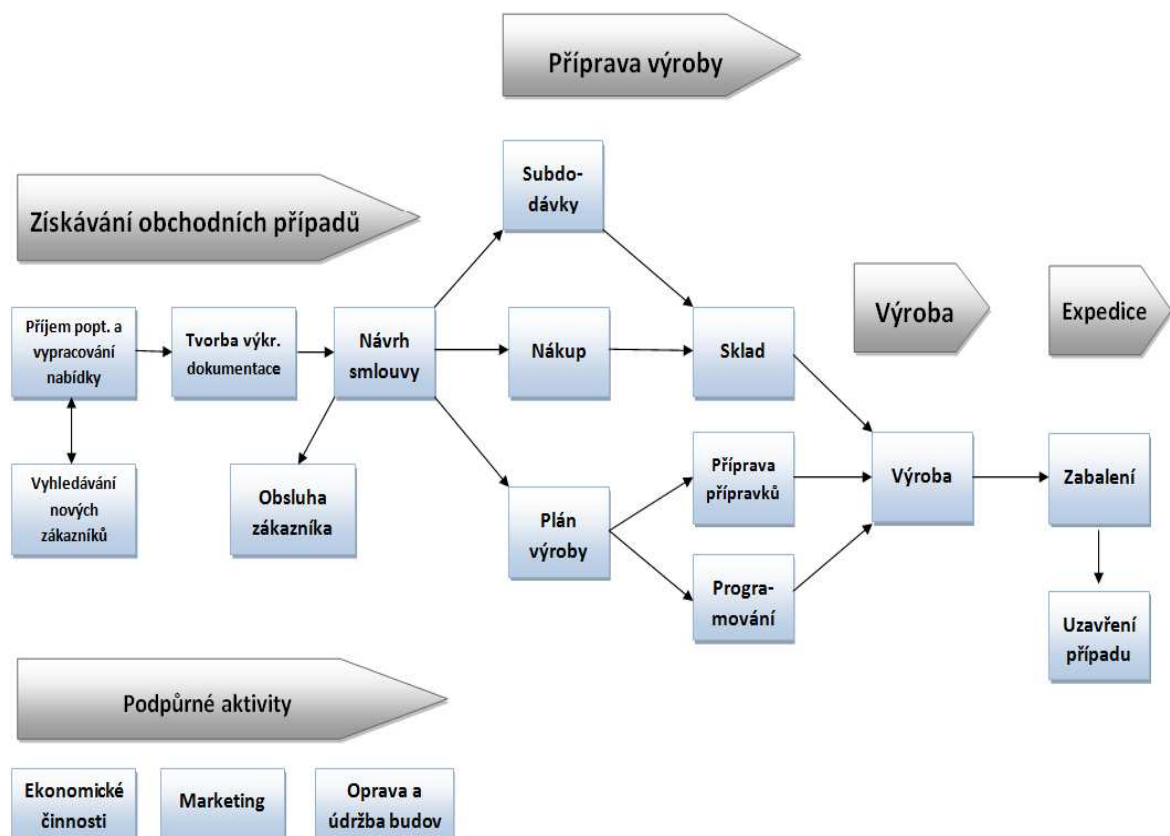 Příprava výroby
Získávání obchodních případů
Subdo-
dávky
Výroba
Expedice
Příjem popt. a
vypracování
nabídky
Tvorba výkr.
dokumentace
Návrh
smlouvy
Nákup
Sklad
Vyhledávání
nových
zákazníků
Obsluha
zákazníka
Plán
výroby
Příprava
přípravků
Progra-
mování
Výroba
Zabalení
Uzavření
případu
Podpůrné aktivity
Ekonomické
činnosti
Marketing
Oprava a
údržba budov